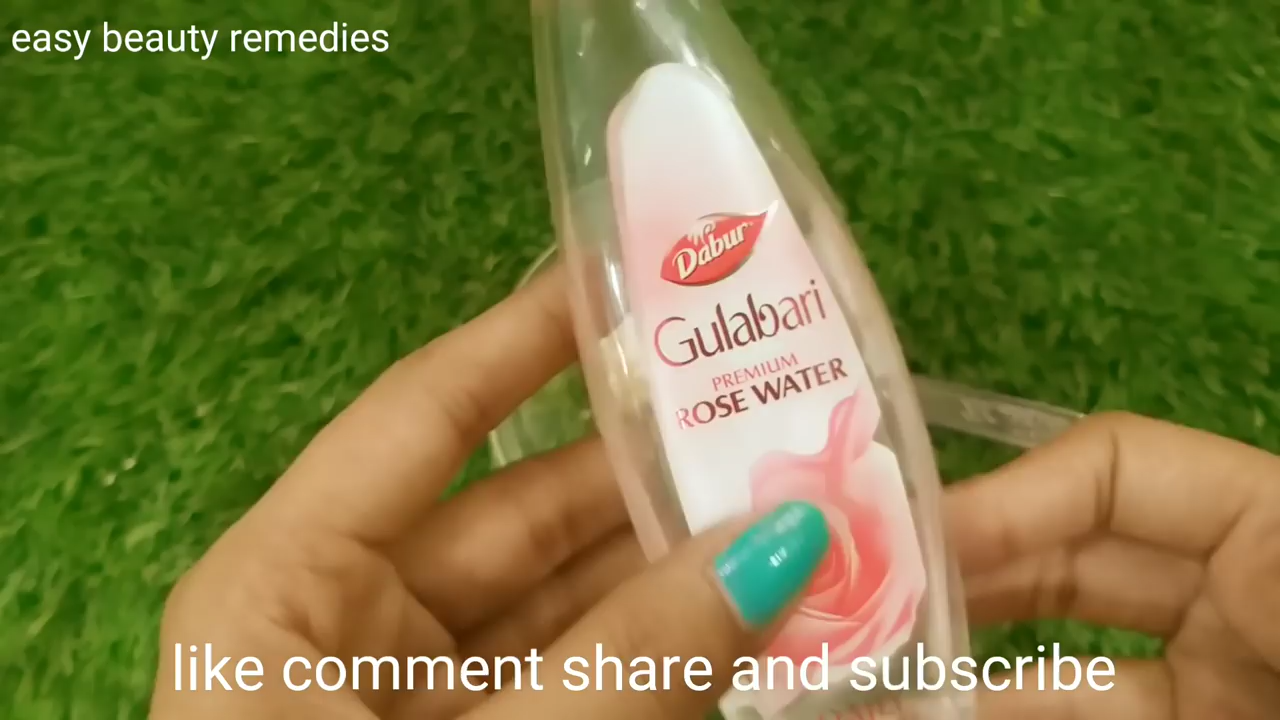 easy beauty remedies
Dabur
Gulabari
PREMIUM
ROSE WATER
like comment share and subscribe